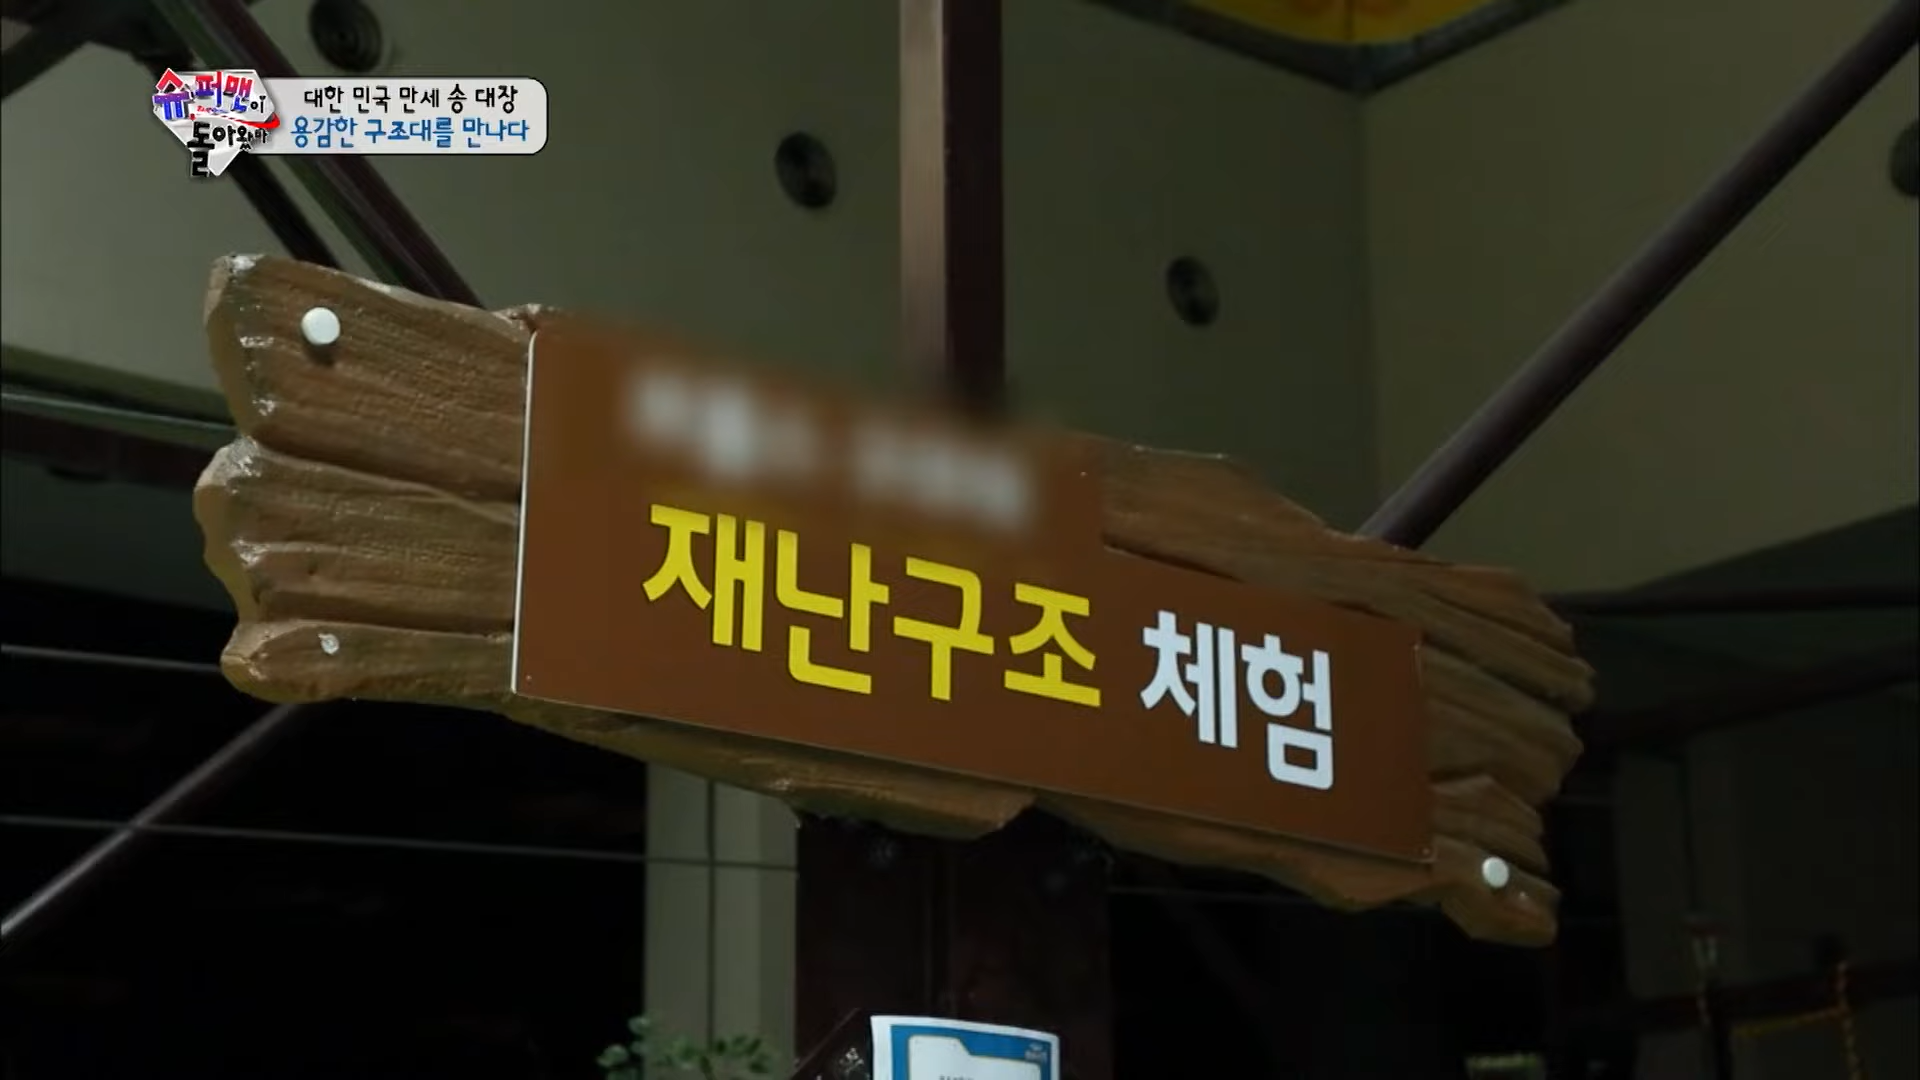 슈퍼맨이
돌아왔다
대한 민국 만세 송 대장
용감한 구조대를 만나다
재난구조 체험